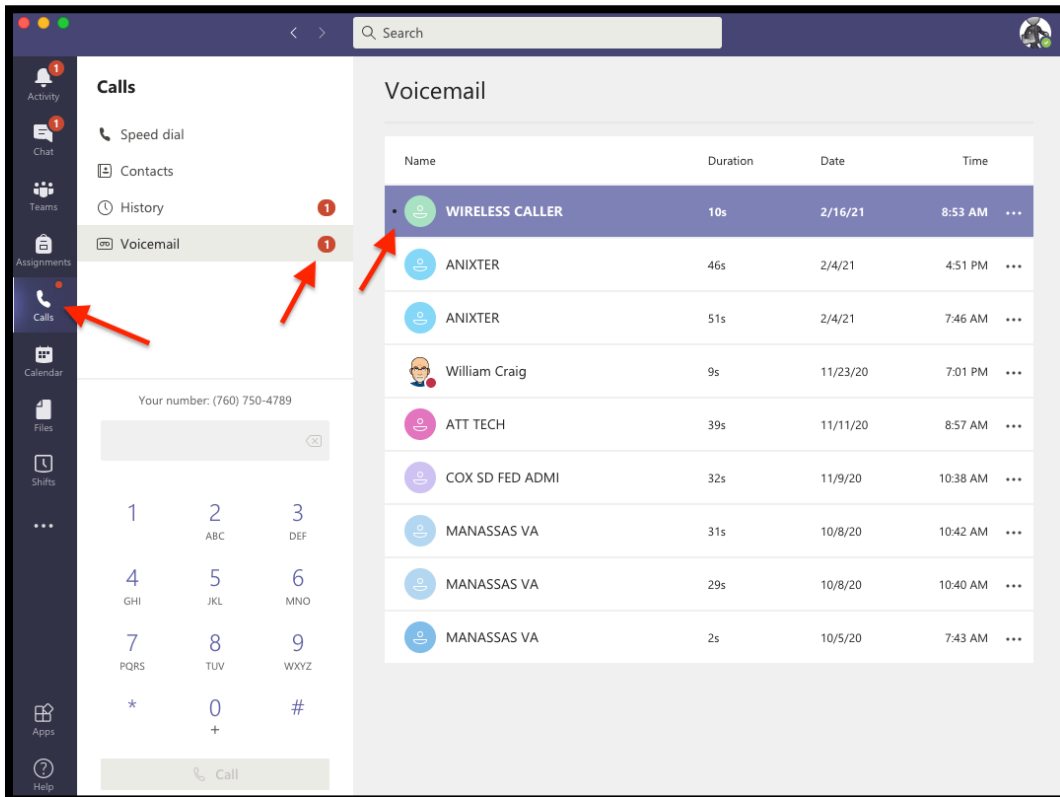 Search
1
Activity
1
Chat
Teams
Assignments
Calls
Calendar
Files
Shifts
Apps
Help
Calls
Speed dial
Contacts
History 1
Voicemail 1
Your number: (760) 750-4789
1 2 3
ABC DEF
4 5 6
GHI JKL MNO
7 8 9
PQRS TUV WXYZ
* 0 #
+
Call
Voicemail
Name Duration Date Time
WIRELESS CALLER 10s 2/16/21 8:53 AM ...
ANIXTER 46s 2/4/21 4:51 PM ...
ANIXTER 51s 2/4/21 7:46 AM ...
William Craig 9s 11/23/20 7:01 PM ...
ATT TECH 39s 11/11/20 8:57 AM ...
COX SD FED ADMI 32s 11/9/20 10:38 AM ...
MANASSAS VA 31s 10/8/20 10:42 AM ...
MANASSAS VA 29s 10/8/20 10:40 AM ...
MANASSAS VA 2s 10/5/20 7:43 AM ...